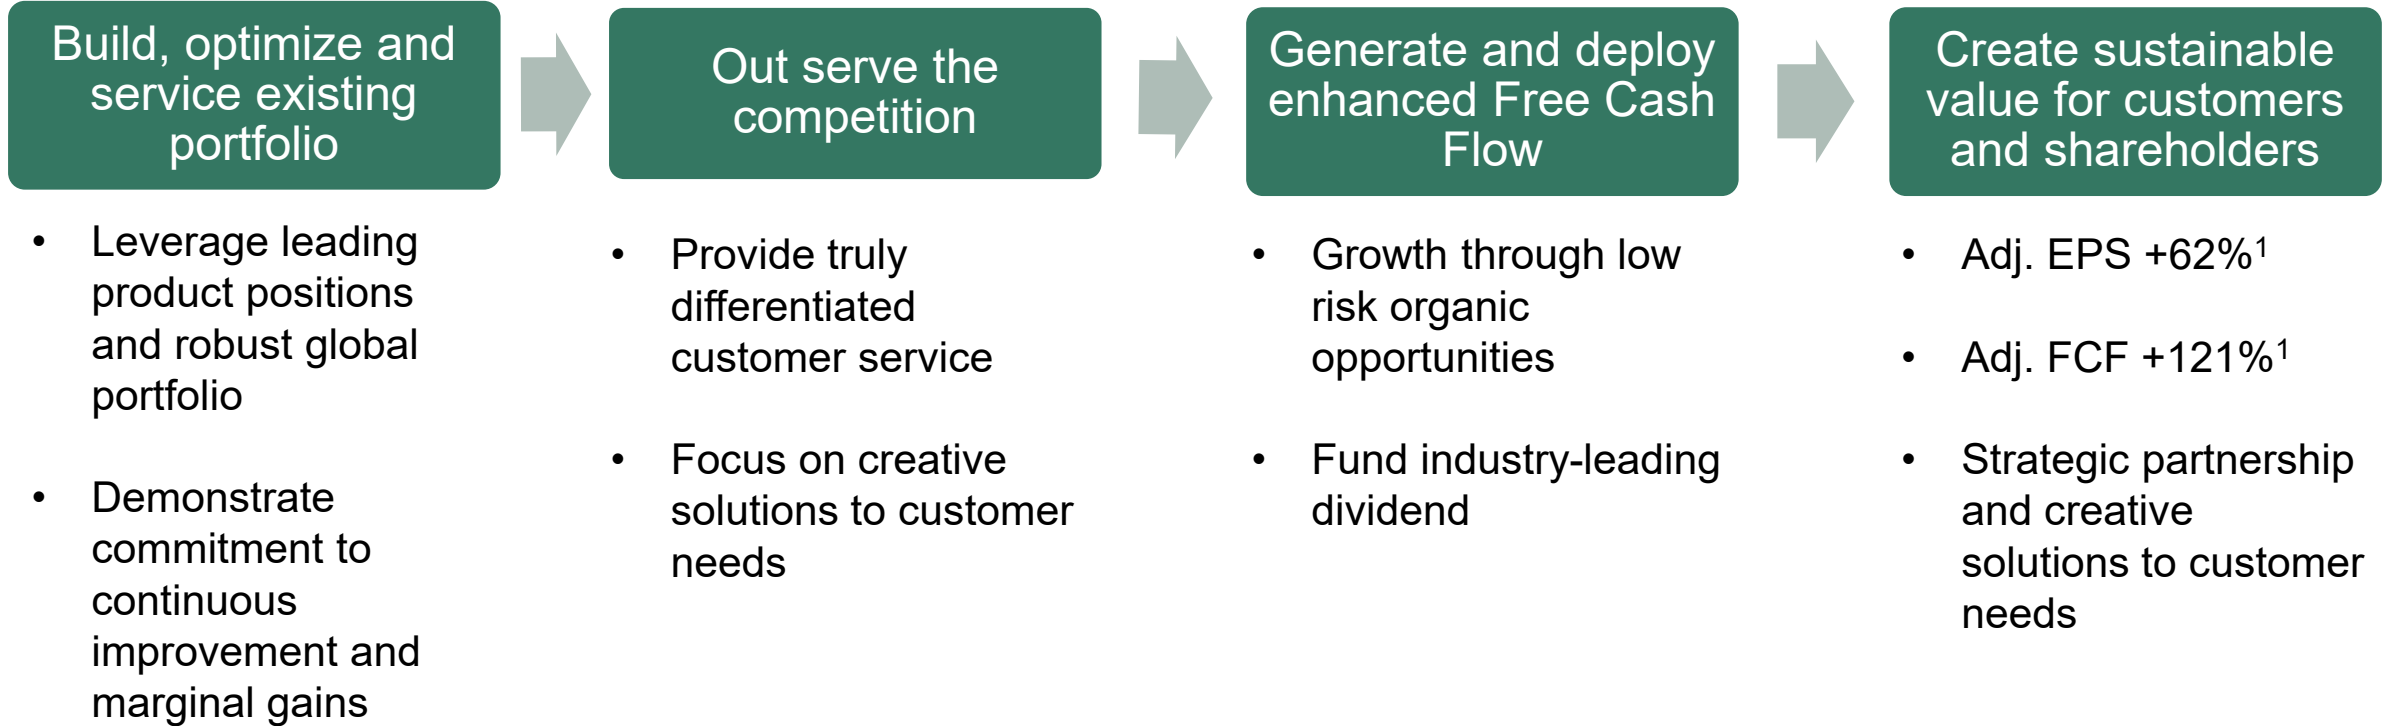 Build, optimize and
service existing
portfolio
Out serve the
competition
Generate and deploy
enhanced Free Cash
Flow
Create sustainable
value for customers
and shareholders
• Leverage leading
product positions
and robust global
portfolio
• Demonstrate
commitment to
continuous
improvement and
marginal gains
• Provide truly
differentiated
customer service
• Focus on creative
solutions to customer
needs
• Growth through low
risk organic
opportunities
• Fund industry-leading
dividend
• Adj. EPS +62%¹
• Adj. FCF +121%¹
• Strategic partnership
and creative
solutions to customer
needs